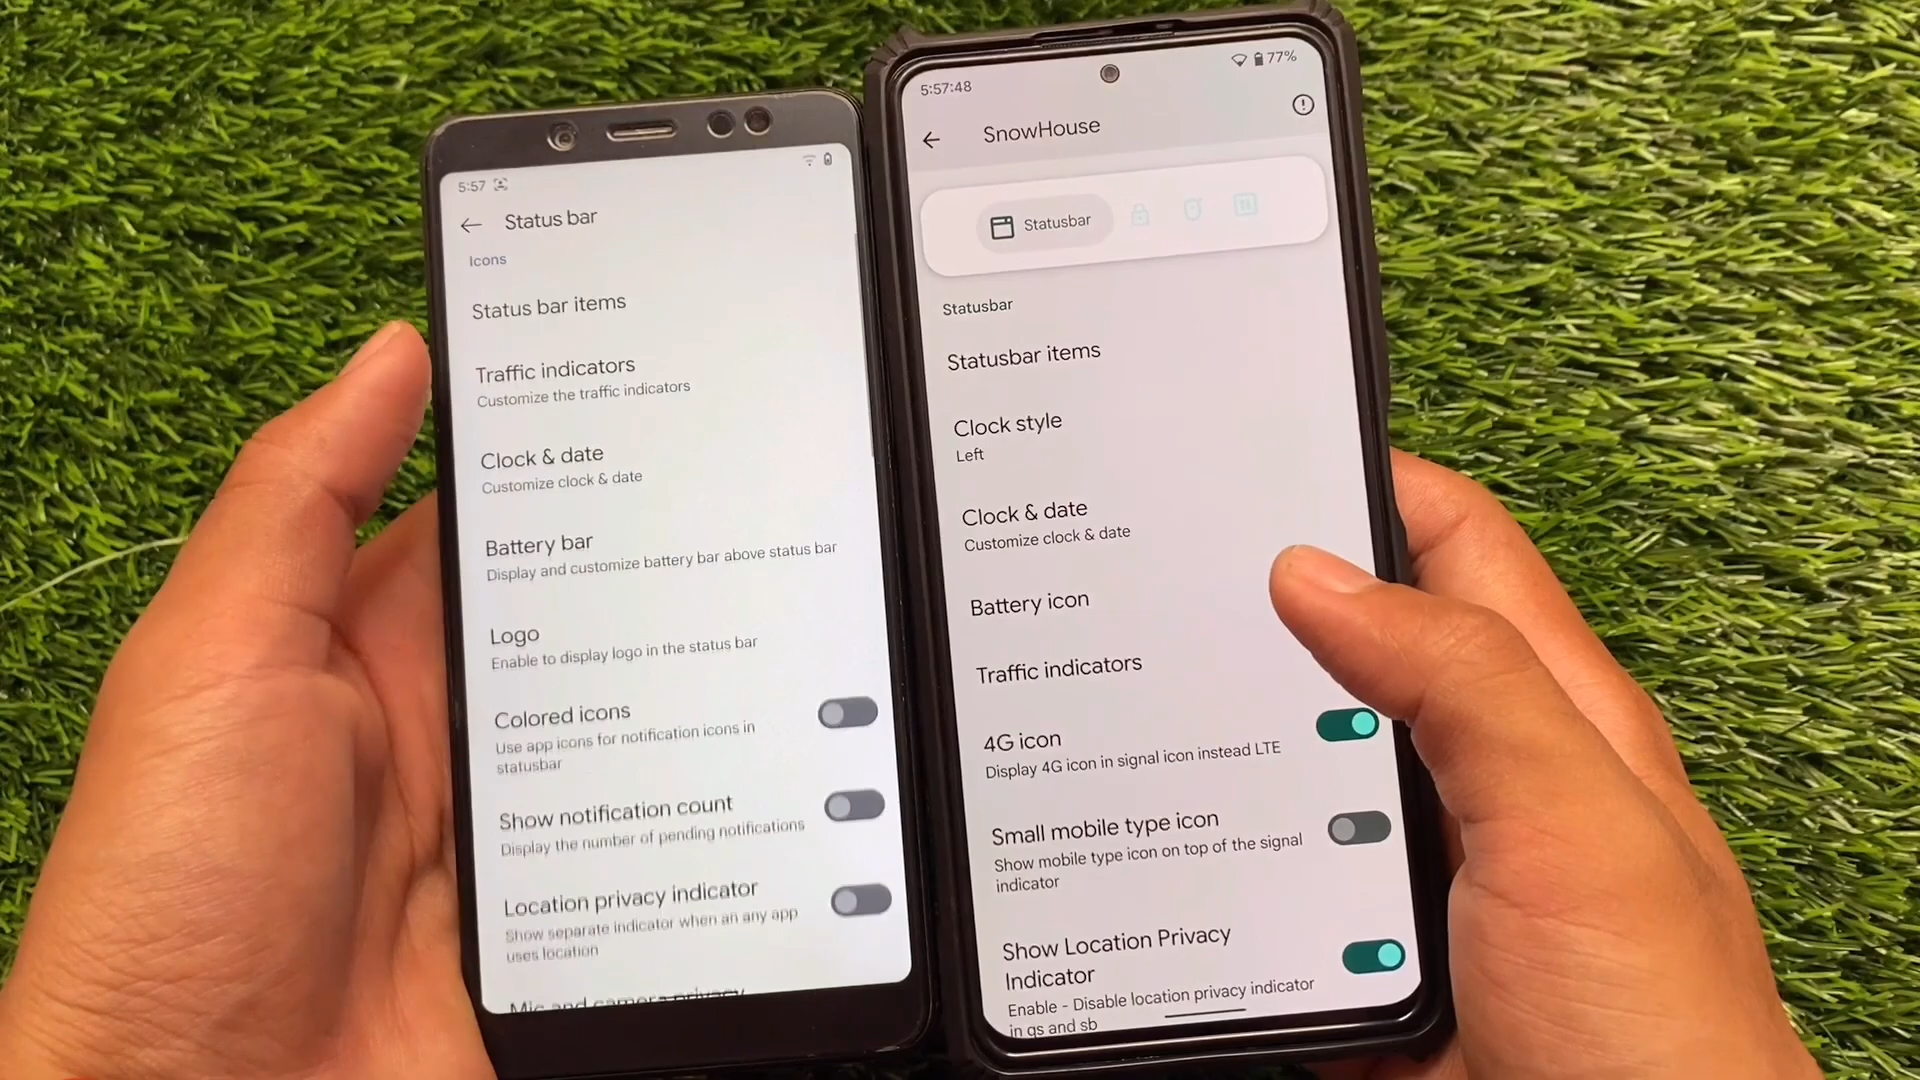 5:57
Status bar
Icons
Status bar items
Traffic indicators
Customize the traffic indicators
Clock & date
Customize clock & date
Battery bar
Display and customize battery bar above status bar
Logo
Enable to display logo in the status bar
Colored icons
Use app icons for notification icons in
statusbar
Show notification count
Display the number of pending notifications
Location privacy indicator
Show separate indicator when an any app
uses location
Mic and camera privacy
5:57:48
77%
SnowHouse
Statusbar
Statusbar
Statusbar items
Clock style
Left
Clock & date
Customize clock & date
Battery icon
Traffic indicators
4G icon
Display 4G icon in signal icon instead LTE
Small mobile type icon
Show mobile type icon on top of the signal
indicator
Show Location Privacy
Indicator
Enable - Disable location privacy indicator
in qs and sb